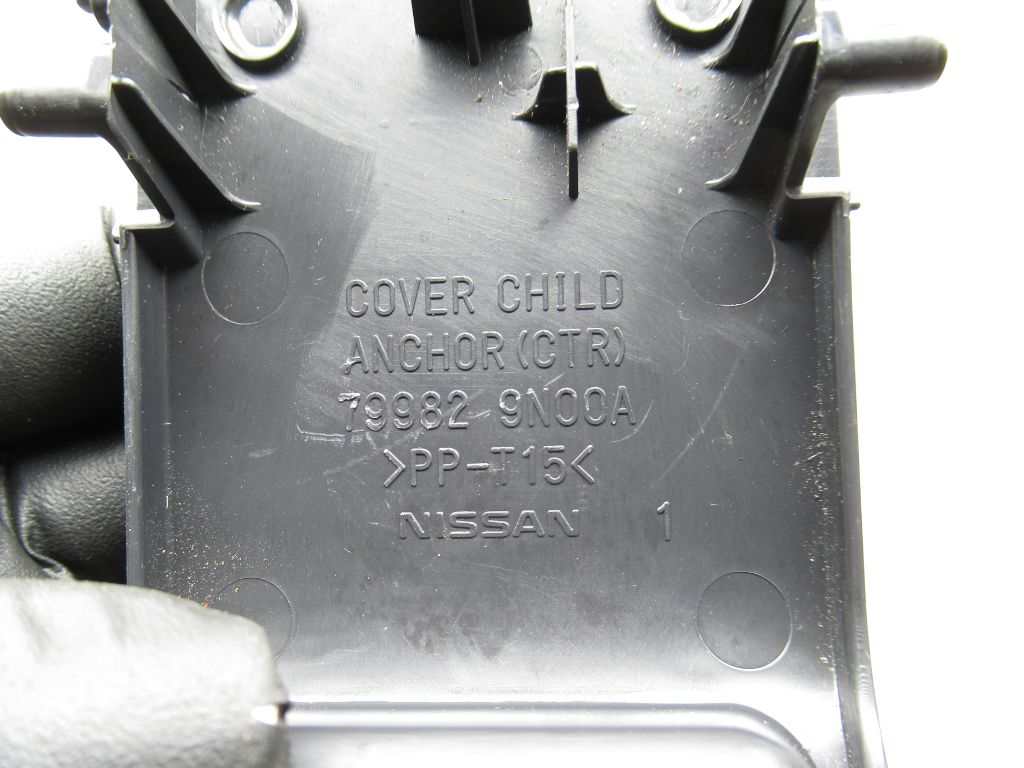 COVER CHILD
ANCHOR(CTR)
79982 9N00A
>PP-T15<
NISSAN 1